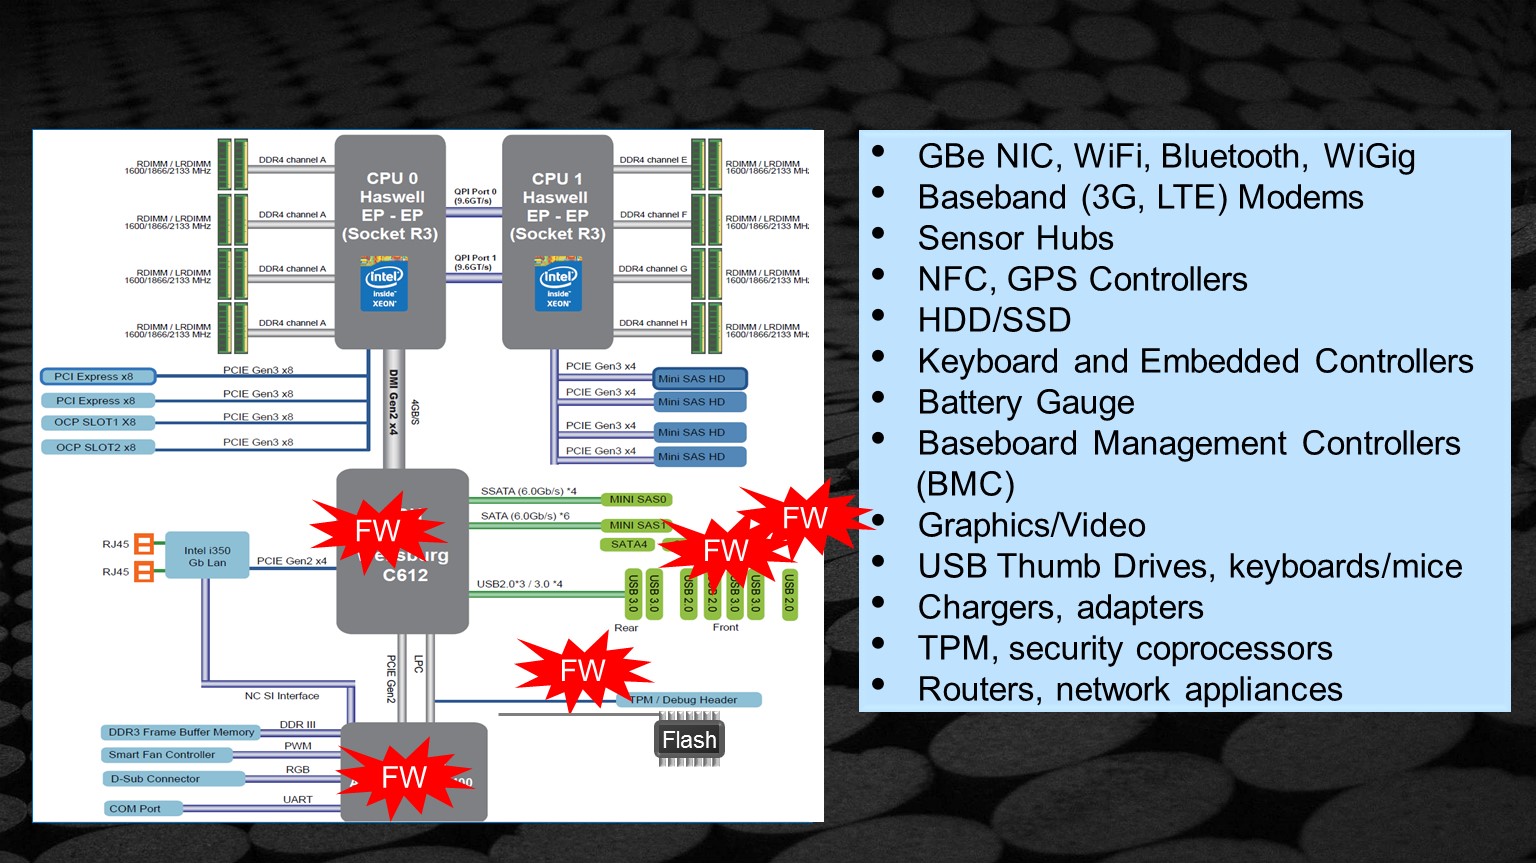 RDIMM / LRDIMM
1600/1866/2133 MHz
DDR4 channel A
RDIMM / LRDIMM
1600/1866/2133 MHz
DDR4 channel A
RDIMM / LRDIMM
1600/1866/2133 MHz
DDR4 channel A
RDIMM / LRDIMM
1600/1866/2133 MHz
DDR4 channel A
CPU 0
Haswell
EP - EP
(Socket R3)
intel
inside™
XEON®
QPI Port 0
(9.6GT/s)
QPI Port 1
(9.6GT/s)
CPU 1
Haswell
EP - EP
(Socket R3)
intel
inside™
XEON®
DDR4 channel E
RDIMM / LRDIMM
1600/1866/2133 MH
DDR4 channel F
RDIMM / LRDIMM
1600/1866/2133 MH
DDR4 channel G
RDIMM / LRDIMM
1600/1866/2133 MH
DDR4 channel H
RDIMM / LRDIMM
1600/1866/2133 MH
PCI Express x8
PCIE Gen3 x8
PCI Express x8
PCIE Gen3 x8
OCP SLOT1 X8
PCIE Gen3 x8
OCP SLOT2 x8
PCIE Gen3 x8
DMI Gen2 x4
4GB/S
PCIE Gen3 x4
Mini SAS HD
PCIE Gen3 x4
Mini SAS HD
PCIE Gen3 x4
Mini SAS HD
PCIE Gen3 x4
Mini SAS HD
FW
C612
SSATA (6.0Gb/s) *4
MINI SAS0
SATA (6.0Gb/s) *6
MINI SAS1
SATA4
FW
FW
USB2.0*3 / 3.0 *4
USB 3.0
USB 3.0
USB 2.0
USB 2.0
USB 3.0
USB 3.0
USB 2.0
Rear
Front
RJ45
RJ45
Intel i350
Gb Lan
PCIE Gen2 x4
NC SI Interface
PCIE Gen2
LPC
FW
TPM / Debug Header
Flash
DDR3 Frame Buffer Memory
DDR III
Smart Fan Controller
PWM
D-Sub Connector
RGB
COM Port
UART
FW
• GBe NIC, WiFi, Bluetooth, WiGig
• Baseband (3G, LTE) Modems
• Sensor Hubs
• NFC, GPS Controllers
• HDD/SSD
• Keyboard and Embedded Controllers
• Battery Gauge
• Baseboard Management Controllers
(BMC)
• Graphics/Video
• USB Thumb Drives, keyboards/mice
• Chargers, adapters
• TPM, security coprocessors
• Routers, network appliances